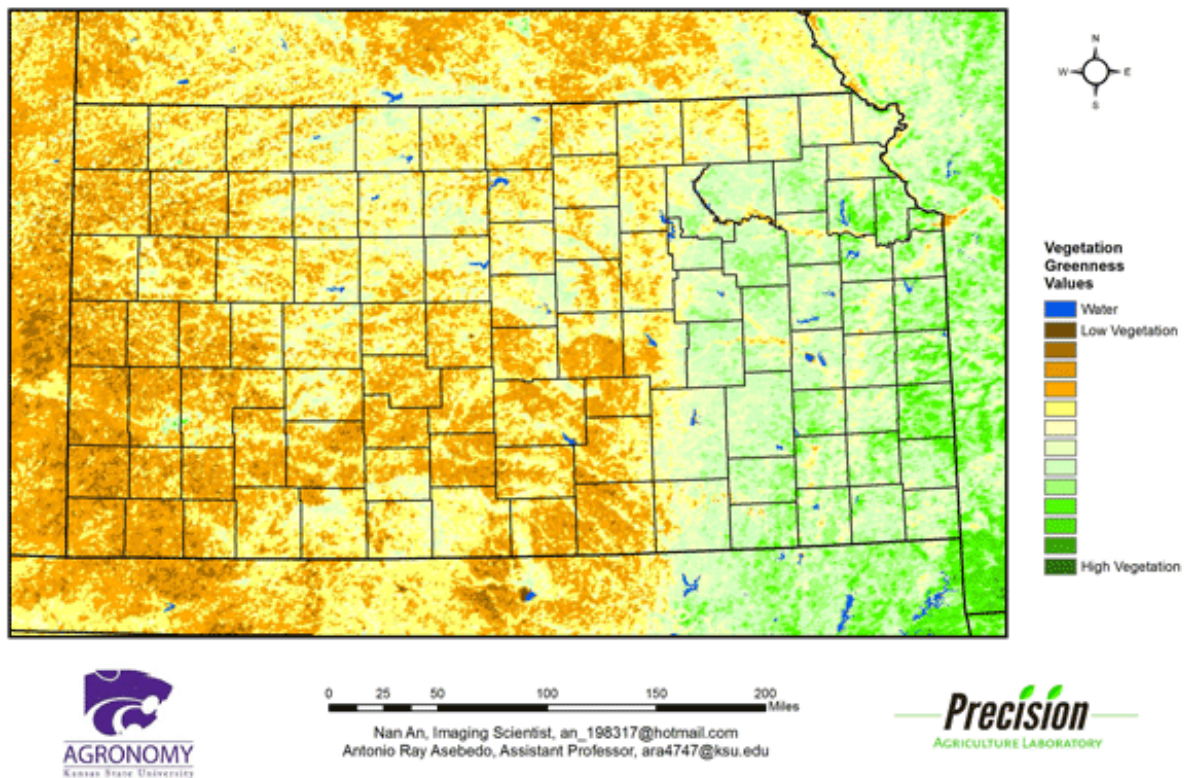 N
W
E
S
Vegetation
Greenness
Values
Water
Low Vegetation
High Vegetation
0 25 50 100 150 200
Miles
Nan An, Imaging Scientist, an_198317@hotmail.com
Antonio Ray Asebedo, Assistant Professor, ara4747@ksu.edu
AGRONOMY
Kansas State University
Precision
AGRICULTURE LABORATORY